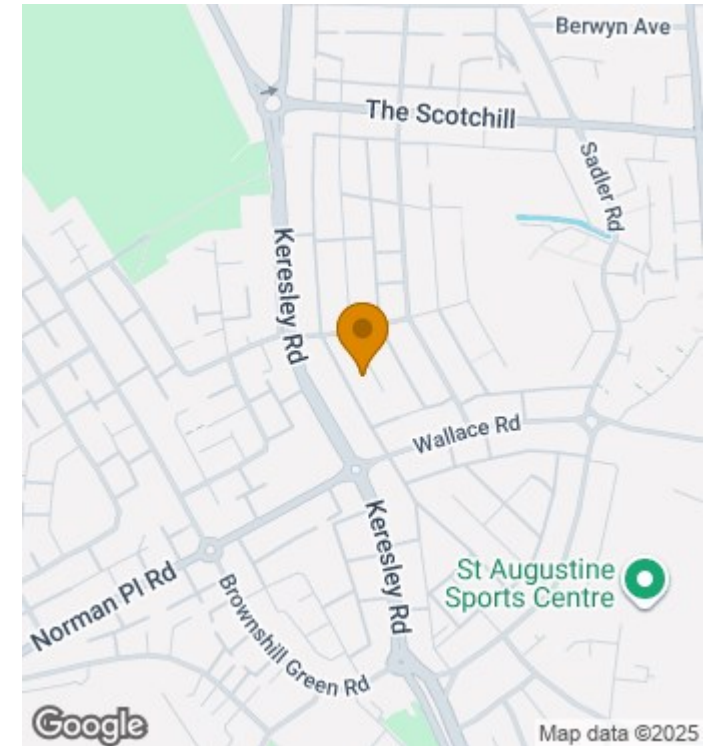 Berwyn Ave
The Scotchill
Sadler Rd
Keresley Rd
Wallace Rd
Keresley Rd
Norman Pl Rd
Brownshill Green Rd
St Augustine
Sports Centre
Google
Map data ©2025